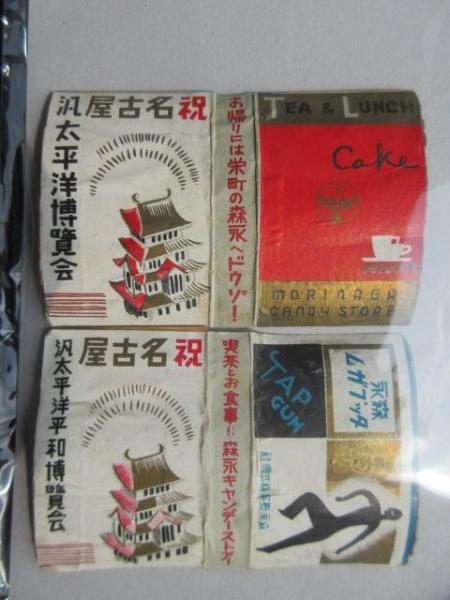 祝 名古屋
汎太平洋博覧会
お帰りには栄町の森永へドウゾ!
TEA & LUNCH
Cake
MORINAGA
CANDY STORE
祝 名古屋
汎太平洋平和博覧会
喫茶とお食事は森永キャンデーストアー
TAP
GUM
永森
ムガプッタ